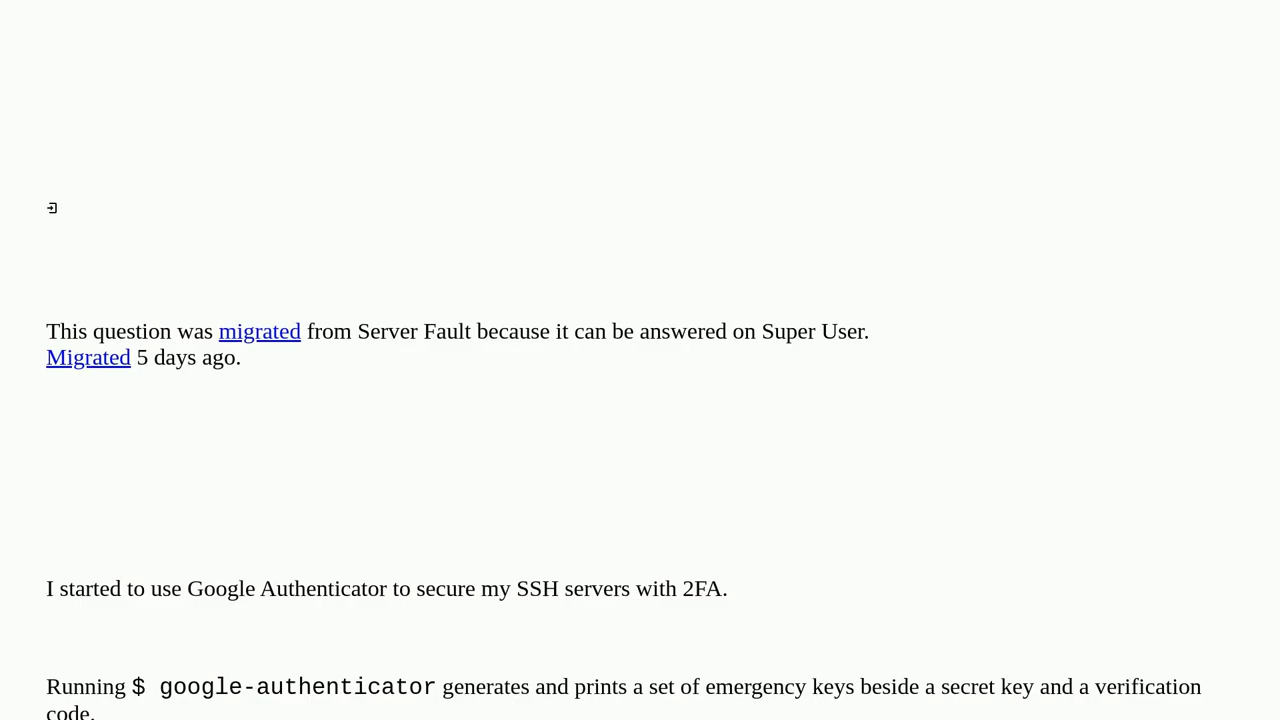 This question was migrated from Server Fault because it can be answered on Super User.
Migrated 5 days ago.
I started to use Google Authenticator to secure my SSH servers with 2FA.
Running $ google-authenticator generates and prints a set of emergency keys beside a secret key and a verification
code.